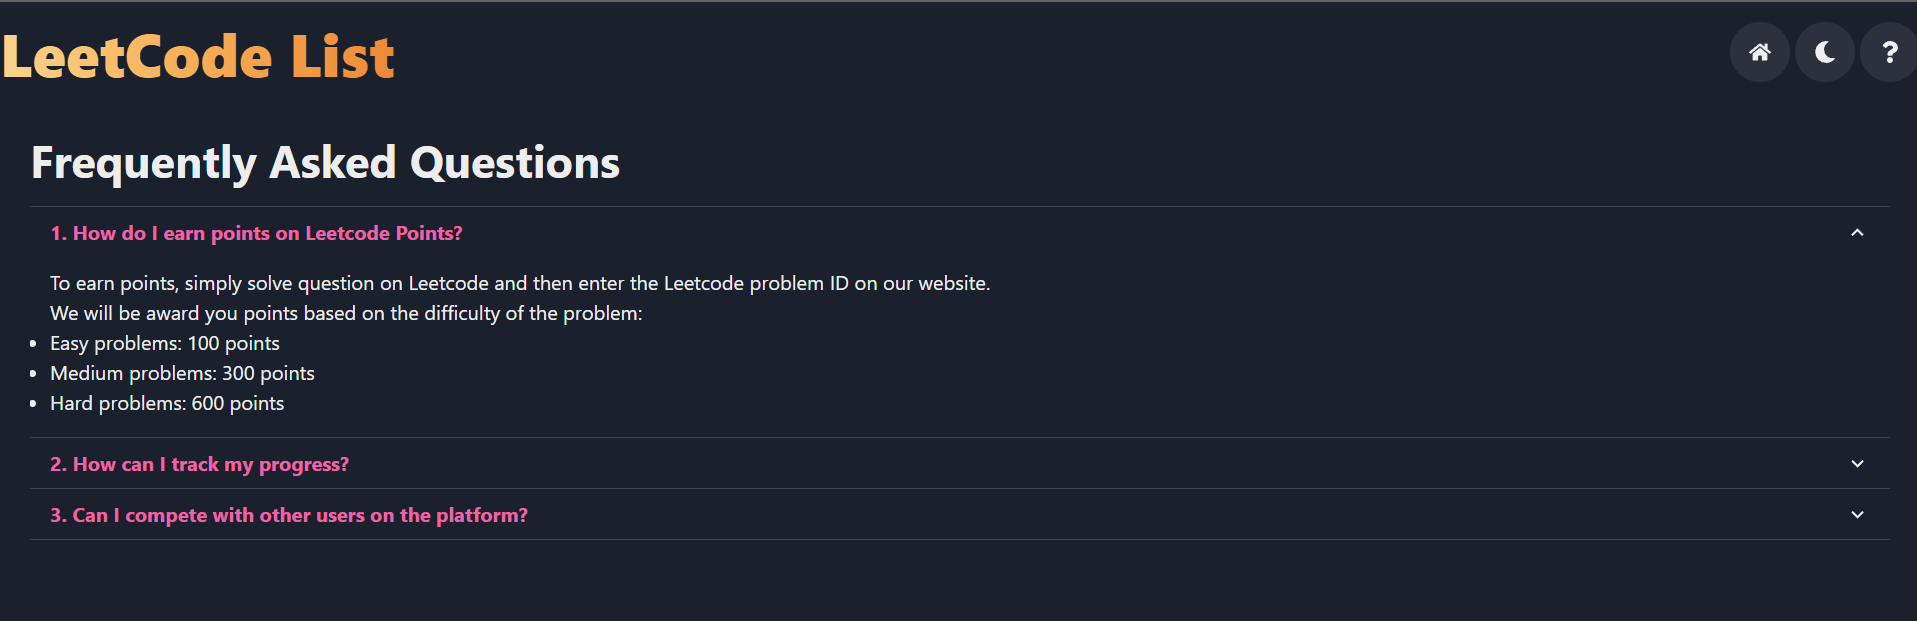 LeetCode List
?
Frequently Asked Questions
1. How do I earn points on Leetcode Points?
To earn points, simply solve question on Leetcode and then enter the Leetcode problem ID on our website.
We will be award you points based on the difficulty of the problem:
• Easy problems: 100 points
• Medium problems: 300 points
• Hard problems: 600 points
2. How can I track my progress?
3. Can I compete with other users on the platform?